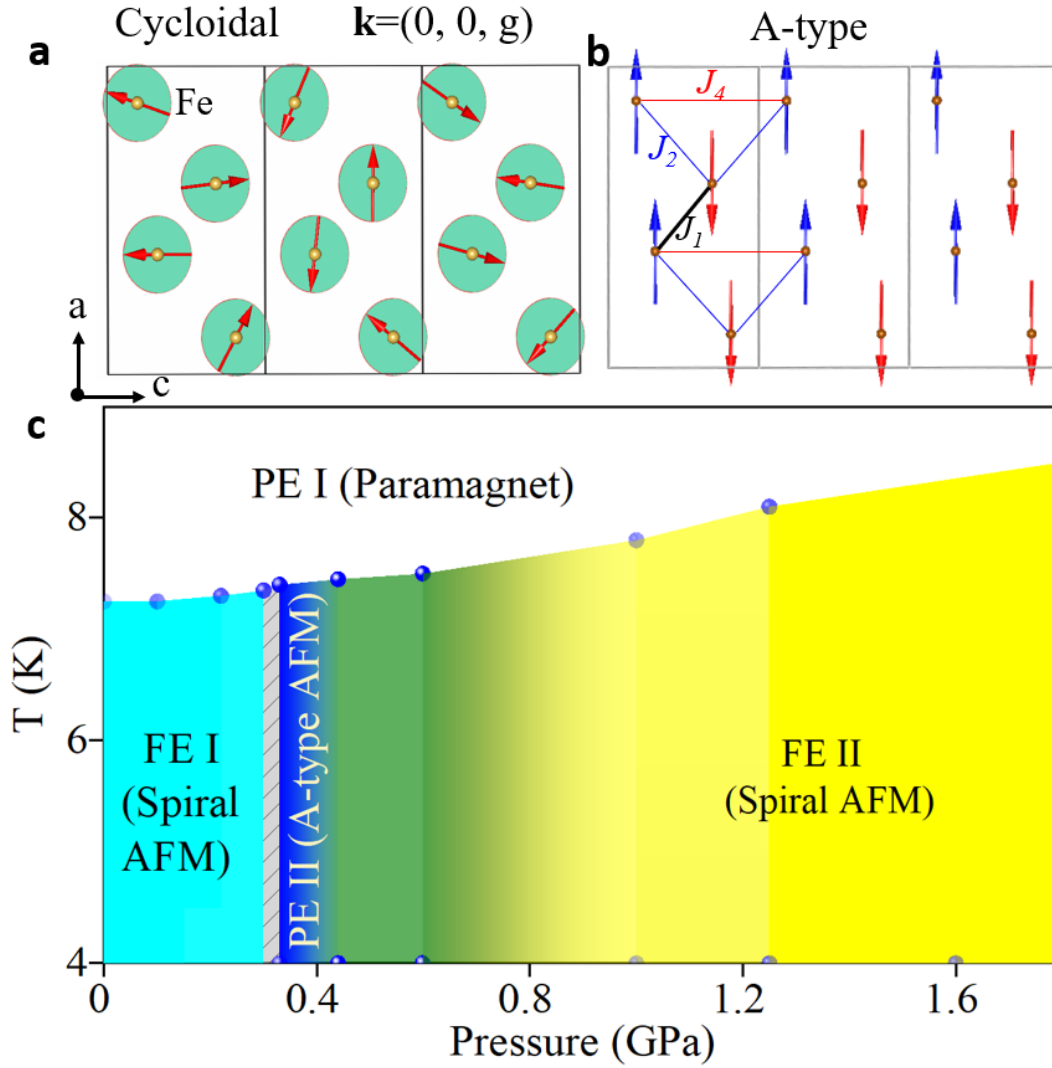 Cycloidal k=(0, 0, g) A-type
a
b
Fe
J4
J2
J1
a
c
c
PE I (Paramagnet)
8
6
4
T (K)
FE I
(Spiral
AFM)
PE II (A-type AFM)
FE II
(Spiral AFM)
0 0.4 0.8 1.2 1.6
Pressure (GPa)